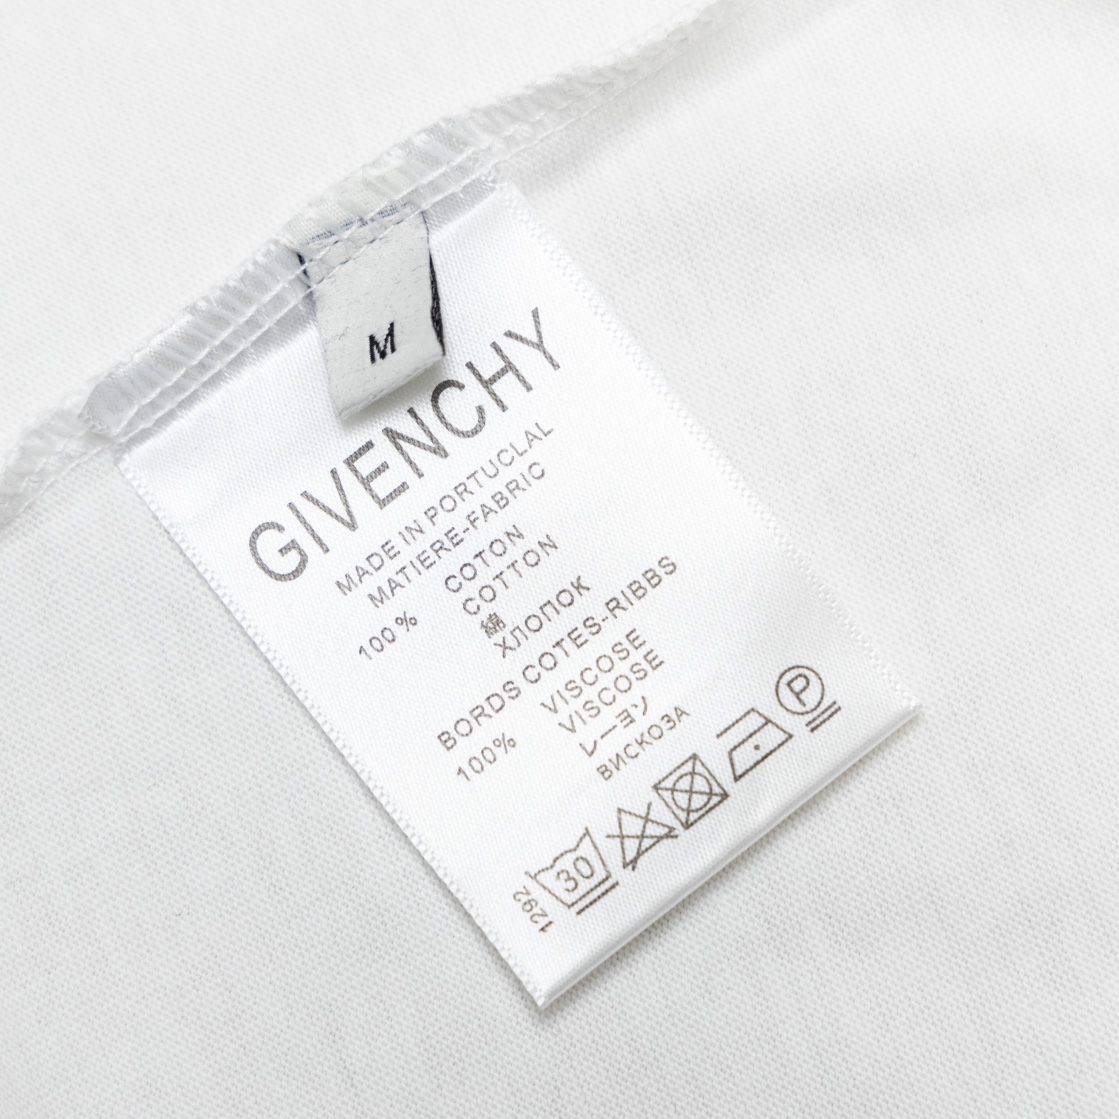 M
GIVENCHY
MADE IN PORTUCLAL
MATIERE-FABRIC
COTON
100% COTTON
綿
ХЛОПОК
BORDS COTES-RIBBS
VISCOSE
100% VISCOSE
レーヨン
ВИСКОЗА
30
P
1292